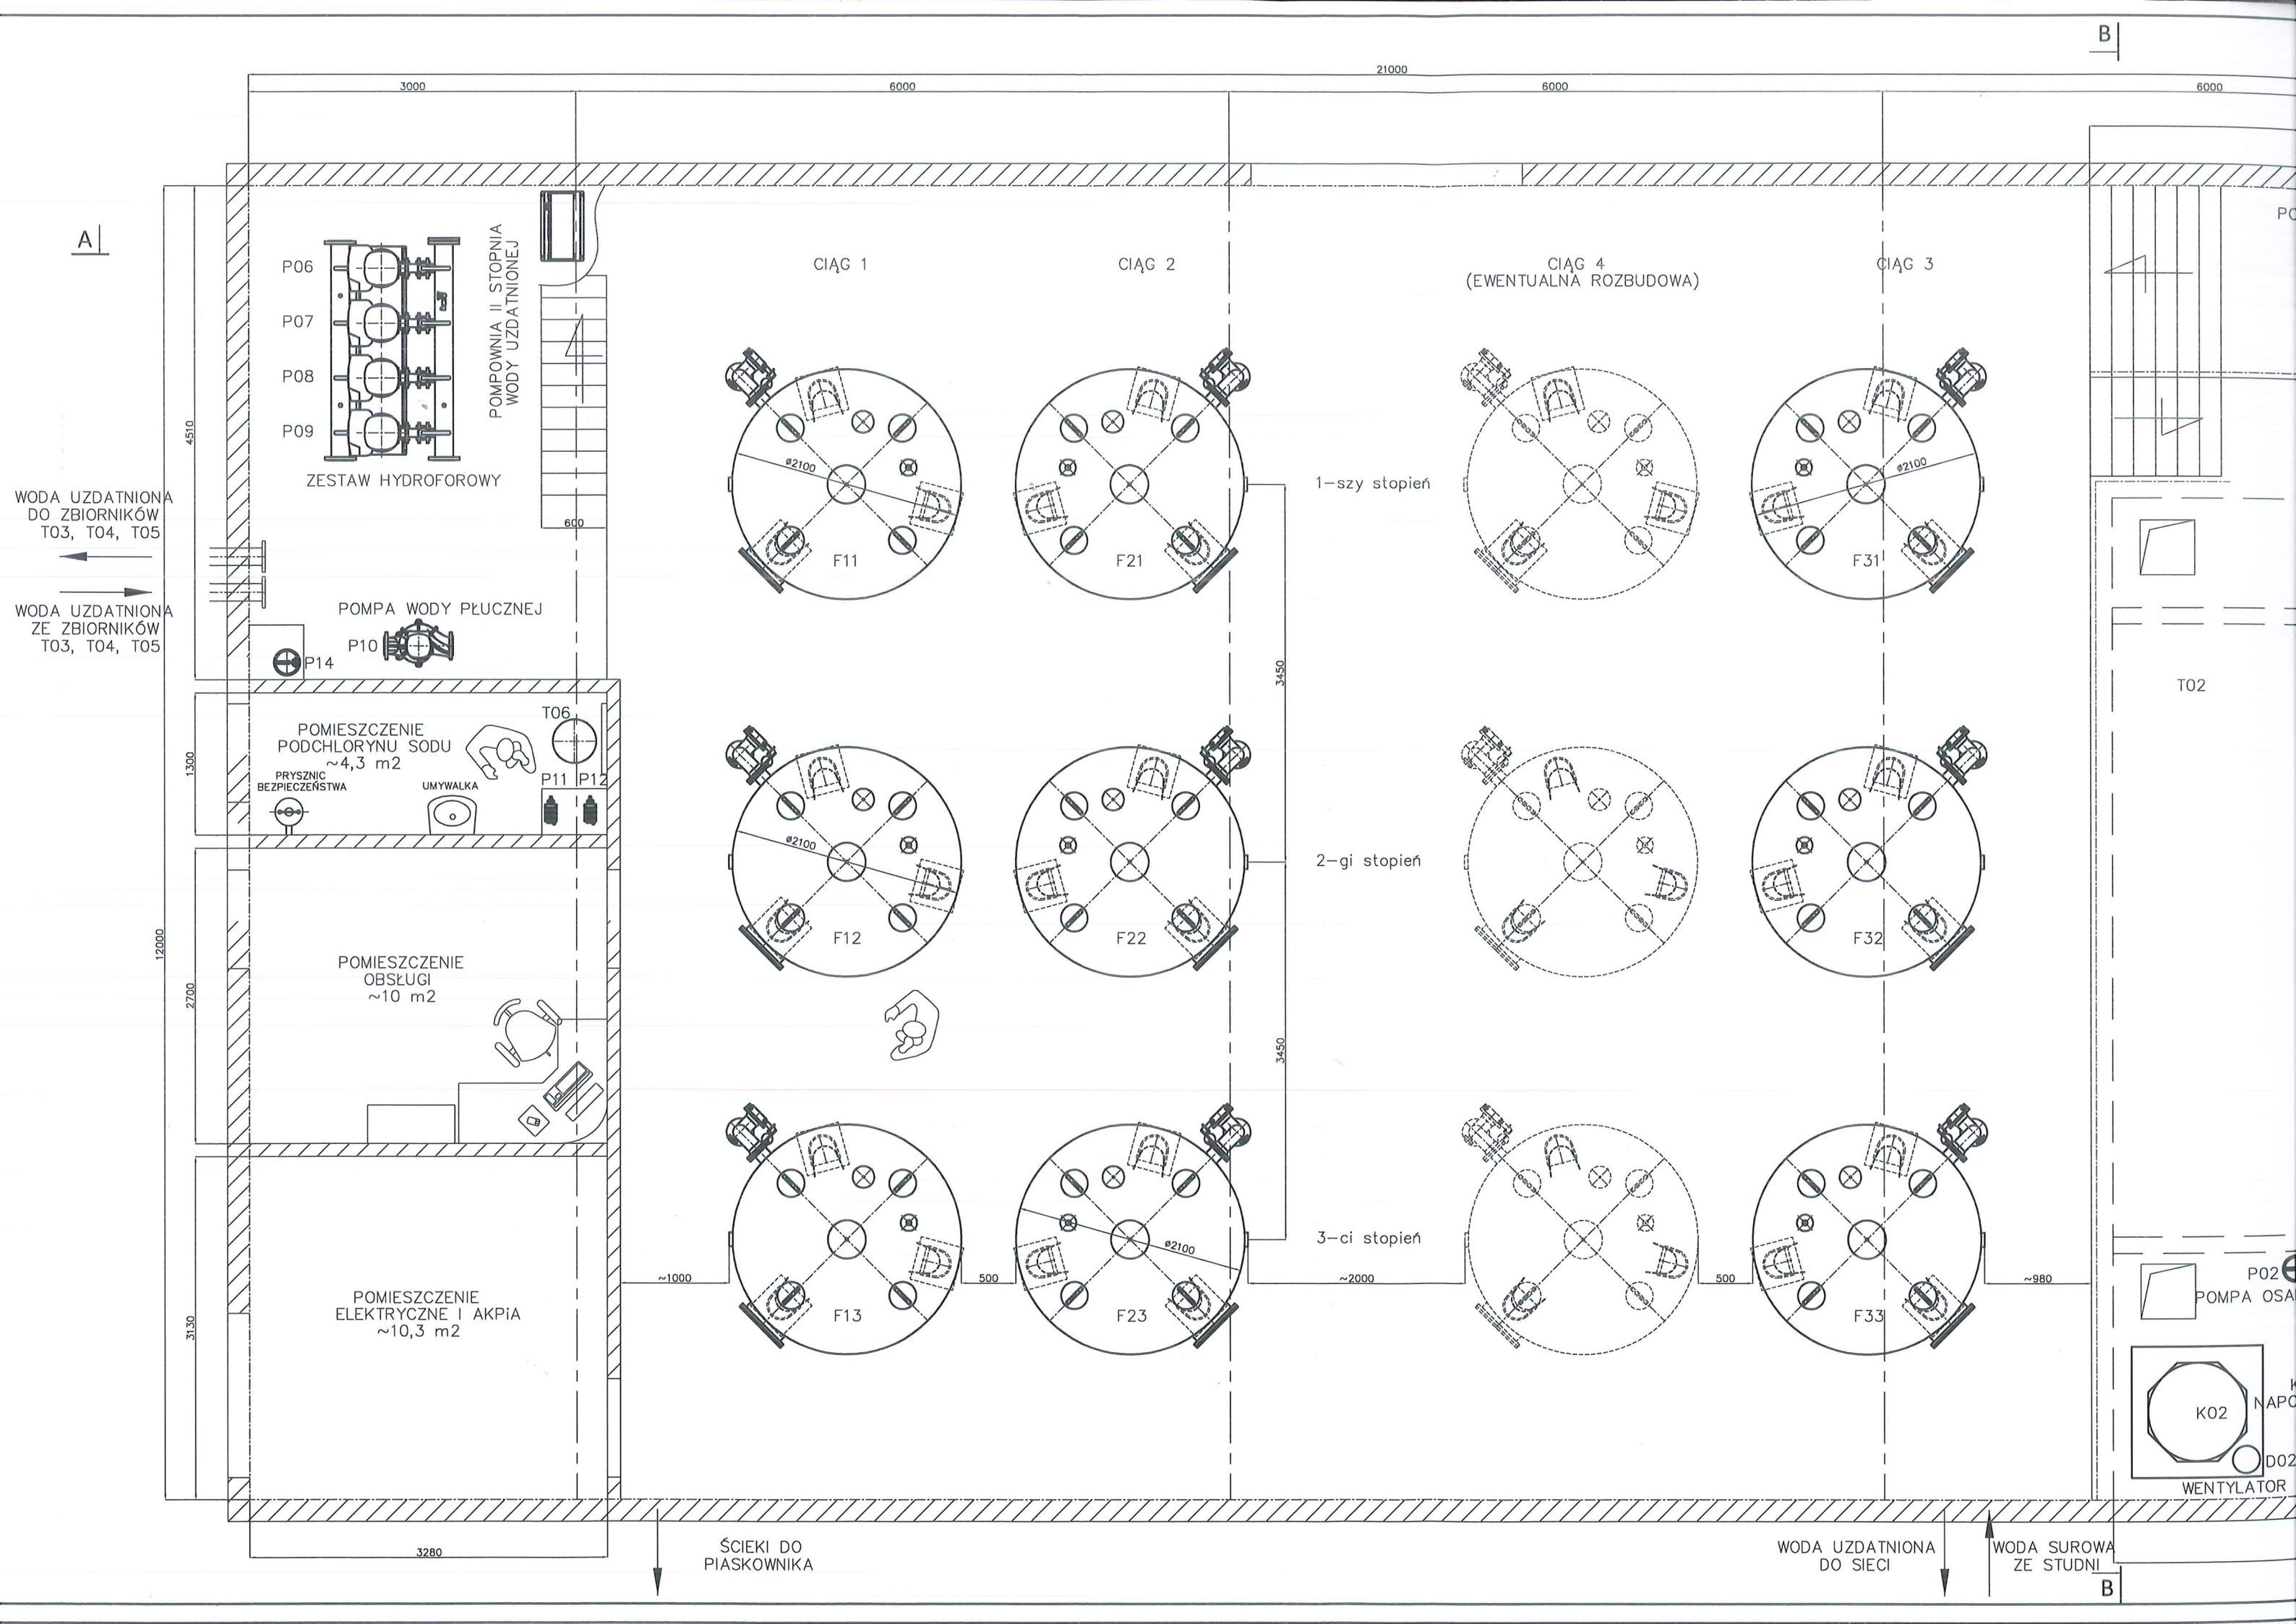 B
21000
3000
6000
6000
6000
A
P06
P07
P08
P09
POMPOWNIA II STOPNIA
WODY UZDATNIONEJ
ZESTAW HYDROFOROWY
4510
600
CIĄG 1
CIĄG 2
CIĄG 4
(EWENTUALNA ROZBUDOWA)
CIĄG 3
WODA UZDATNIONA
DO ZBIORNIKÓW
T03, T04, T05
WODA UZDATNIONA
ZE ZBIORNIKÓW
T03, T04, T05
POMPA WODY PŁUCZNEJ
P10
P14
ø2100
F11
F21
1-szy stopień
ø2100
F31
3450
T02
T06
POMIESZCZENIE
PODCHLORYNU SODU
~4,3 m2
PRYSZNIC
BEZPIECZEŃSTWA
UMYWALKA
P11
P12
1300
ø2100
F12
F22
2-gi stopień
F32
12000
2700
POMIESZCZENIE
OBSŁUGI
~10 m2
3450
3130
POMIESZCZENIE
ELEKTRYCZNE I AKPiA
~10,3 m2
~1000
F13
500
ø2100
F23
3-ci stopień
~2000
500
F33
~980
P02
POMPA OSA
K02
NAPO
D02
WENTYLATOR
3280
ŚCIEKI DO
PIASKOWNIKA
WODA UZDATNIONA
DO SIECI
WODA SUROWA
ZE STUDNI
B